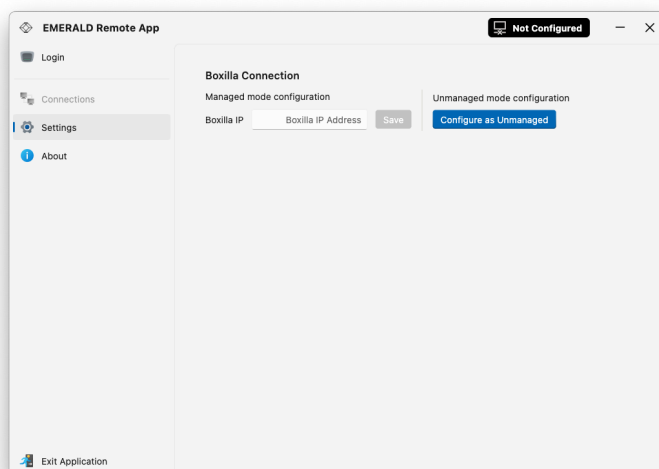 EMERALD Remote App
Not Configured
Login
Connections
Settings
About
Boxilla Connection
Managed mode configuration
Boxilla IP
Boxilla IP Address
Save
Unmanaged mode configuration
Configure as Unmanaged
Exit Application